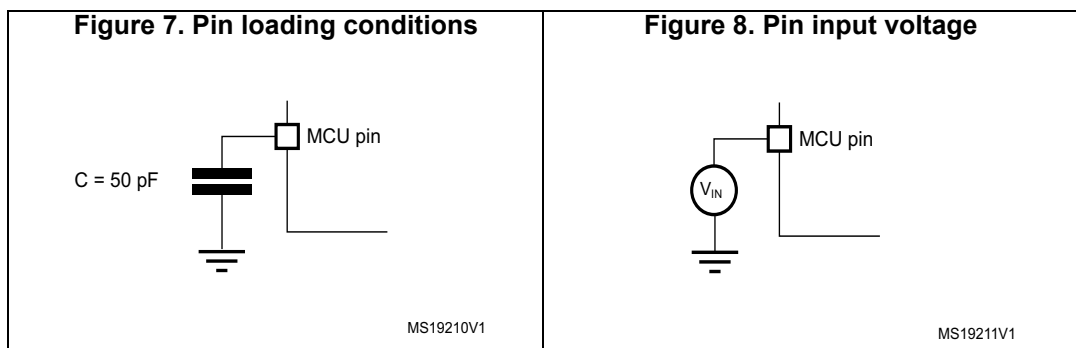 Figure 7. Pin loading conditions
MCU pin
C = 50 pF
MS19210V1
Figure 8. Pin input voltage
MCU pin
VIN
MS19211V1